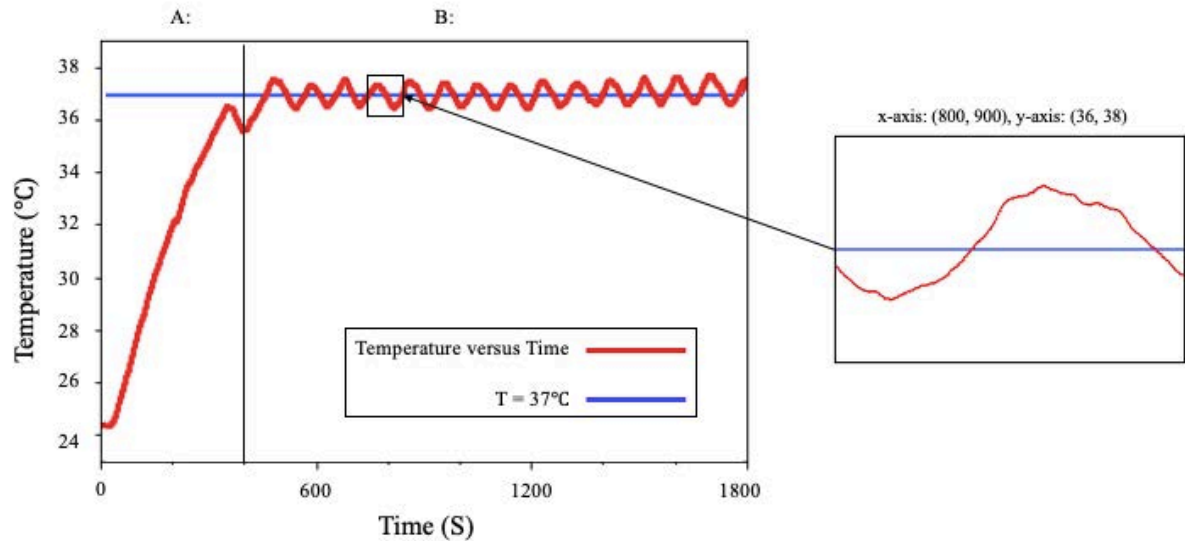 A:
B:
38
36
34
32
30
28
26
24
Temperature (°C)
0
600
1200
1800
Time (S)
Temperature versus Time
T = 37°C
x-axis: (800, 900), y-axis: (36, 38)